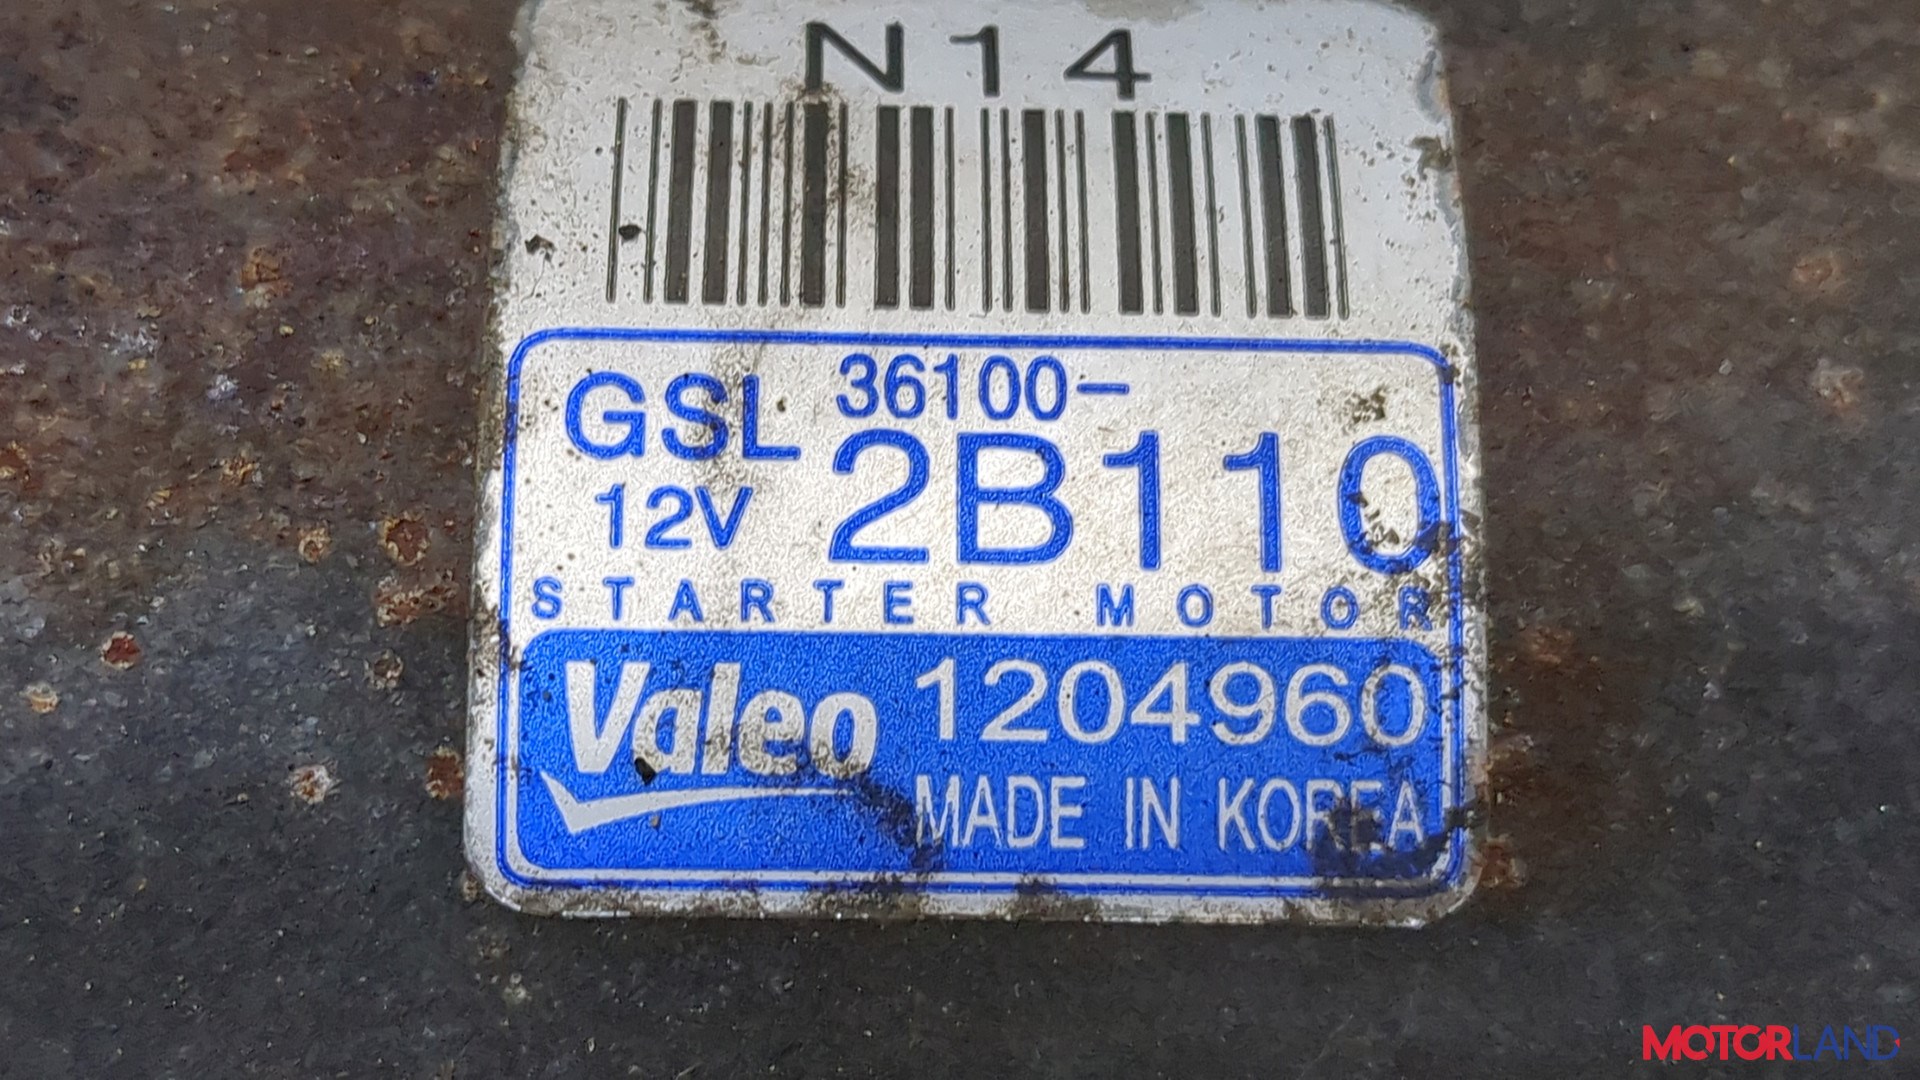 N14
GSL 36100-
12V 2B110
STARTER MOTOR
Valeo 1204960
MADE IN KOREA
MOTORLAND